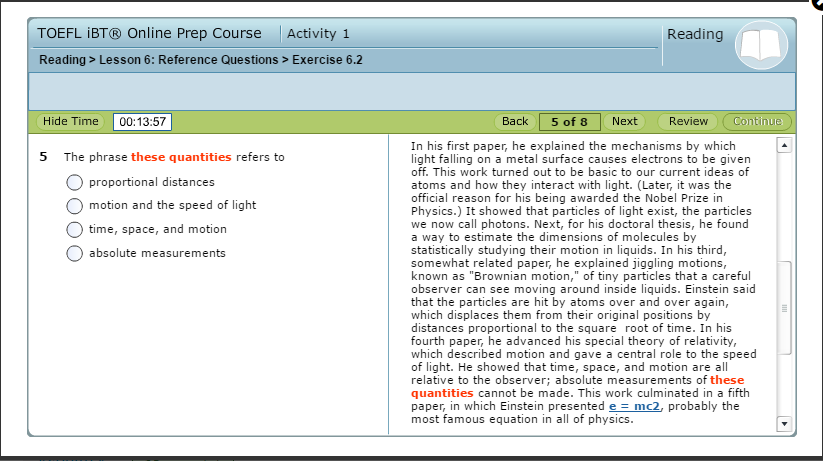 TOEFL iBT® Online Prep Course Activity 1 Reading
Reading > Lesson 6: Reference Questions > Exercise 6.2
Hide Time 00:13:57 Back 5 of 8 Next Review Continue
5 The phrase these quantities refers to
proportional distances
motion and the speed of light
time, space, and motion
absolute measurements
In his first paper, he explained the mechanisms by which
light falling on a metal surface causes electrons to be given
off. This work turned out to be basic to our current ideas of
atoms and how they interact with light. (Later, it was the
official reason for his being awarded the Nobel Prize in
Physics.) It showed that particles of light exist, the particles
we now call photons. Next, for his doctoral thesis, he found
a way to estimate the dimensions of molecules by
statistically studying their motion in liquids. In his third,
somewhat related paper, he explained jiggling motions,
known as "Brownian motion," of tiny particles that a careful
observer can see moving around inside liquids. Einstein said
that the particles are hit by atoms over and over again,
which displaces them from their original positions by
distances proportional to the square root of time. In his
fourth paper, he advanced his special theory of relativity,
which described motion and gave a central role to the speed
of light. He showed that time, space, and motion are all
relative to the observer; absolute measurements of these
quantities cannot be made. This work culminated in a fifth
paper, in which Einstein presented e = mc2, probably the
most famous equation in all of physics.